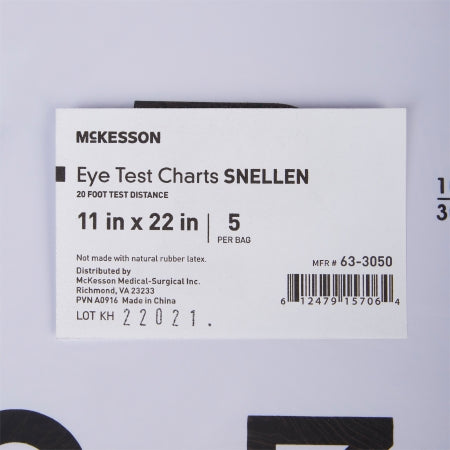 McKESSON
Eye Test Charts SNELLEN
20 FOOT TEST DISTANCE
11 in x 22 in | 5 PER BAG
Not made with natural rubber latex.
Distributed by
McKesson Medical-Surgical Inc.
Richmond, VA 23233
PVN A0916 Made in China
LOT KH 22021.
MFR # 63-3050
6 12479 15706 4